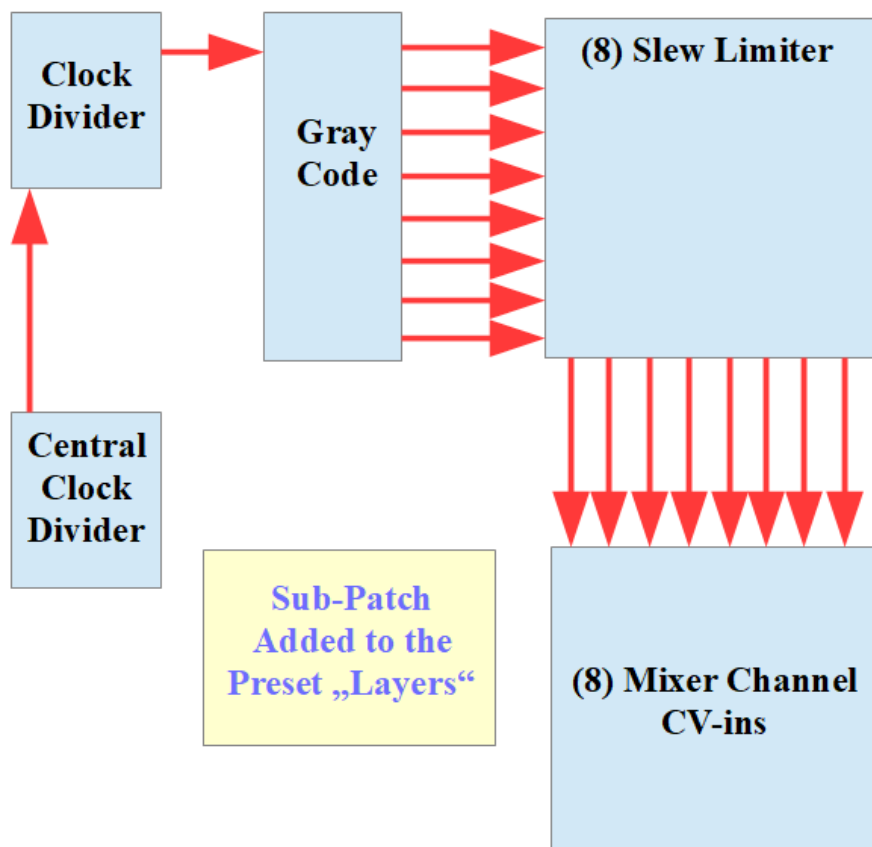 Clock
Divider
Gray
Code
(8) Slew Limiter
Central
Clock
Divider
Sub-Patch
Added to the
Preset „Layers“
(8) Mixer Channel
CV-ins